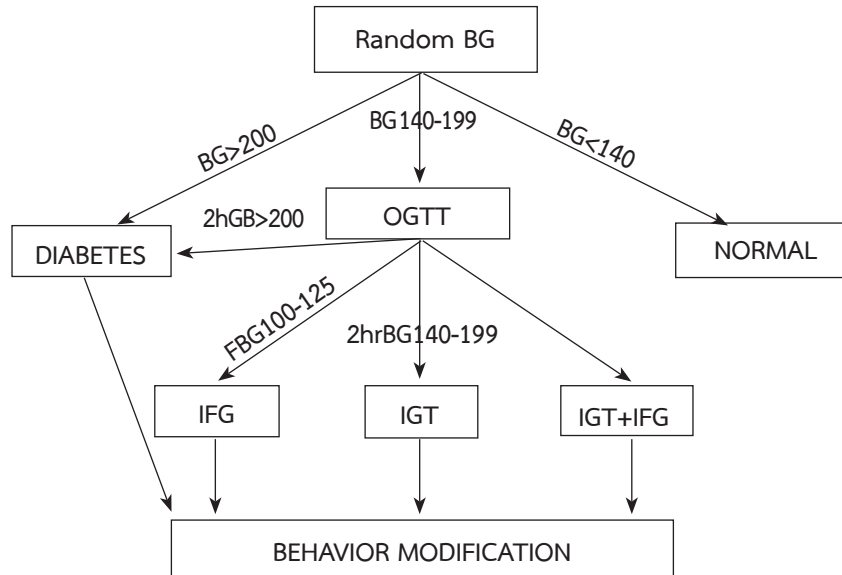 Random BG
BG>200
BG140-199
BG<140
2hGB>200
OGTT
DIABETES
NORMAL
FBG100-125
2hrBG140-199
IFG
IGT
IGT+IFG
BEHAVIOR MODIFICATION